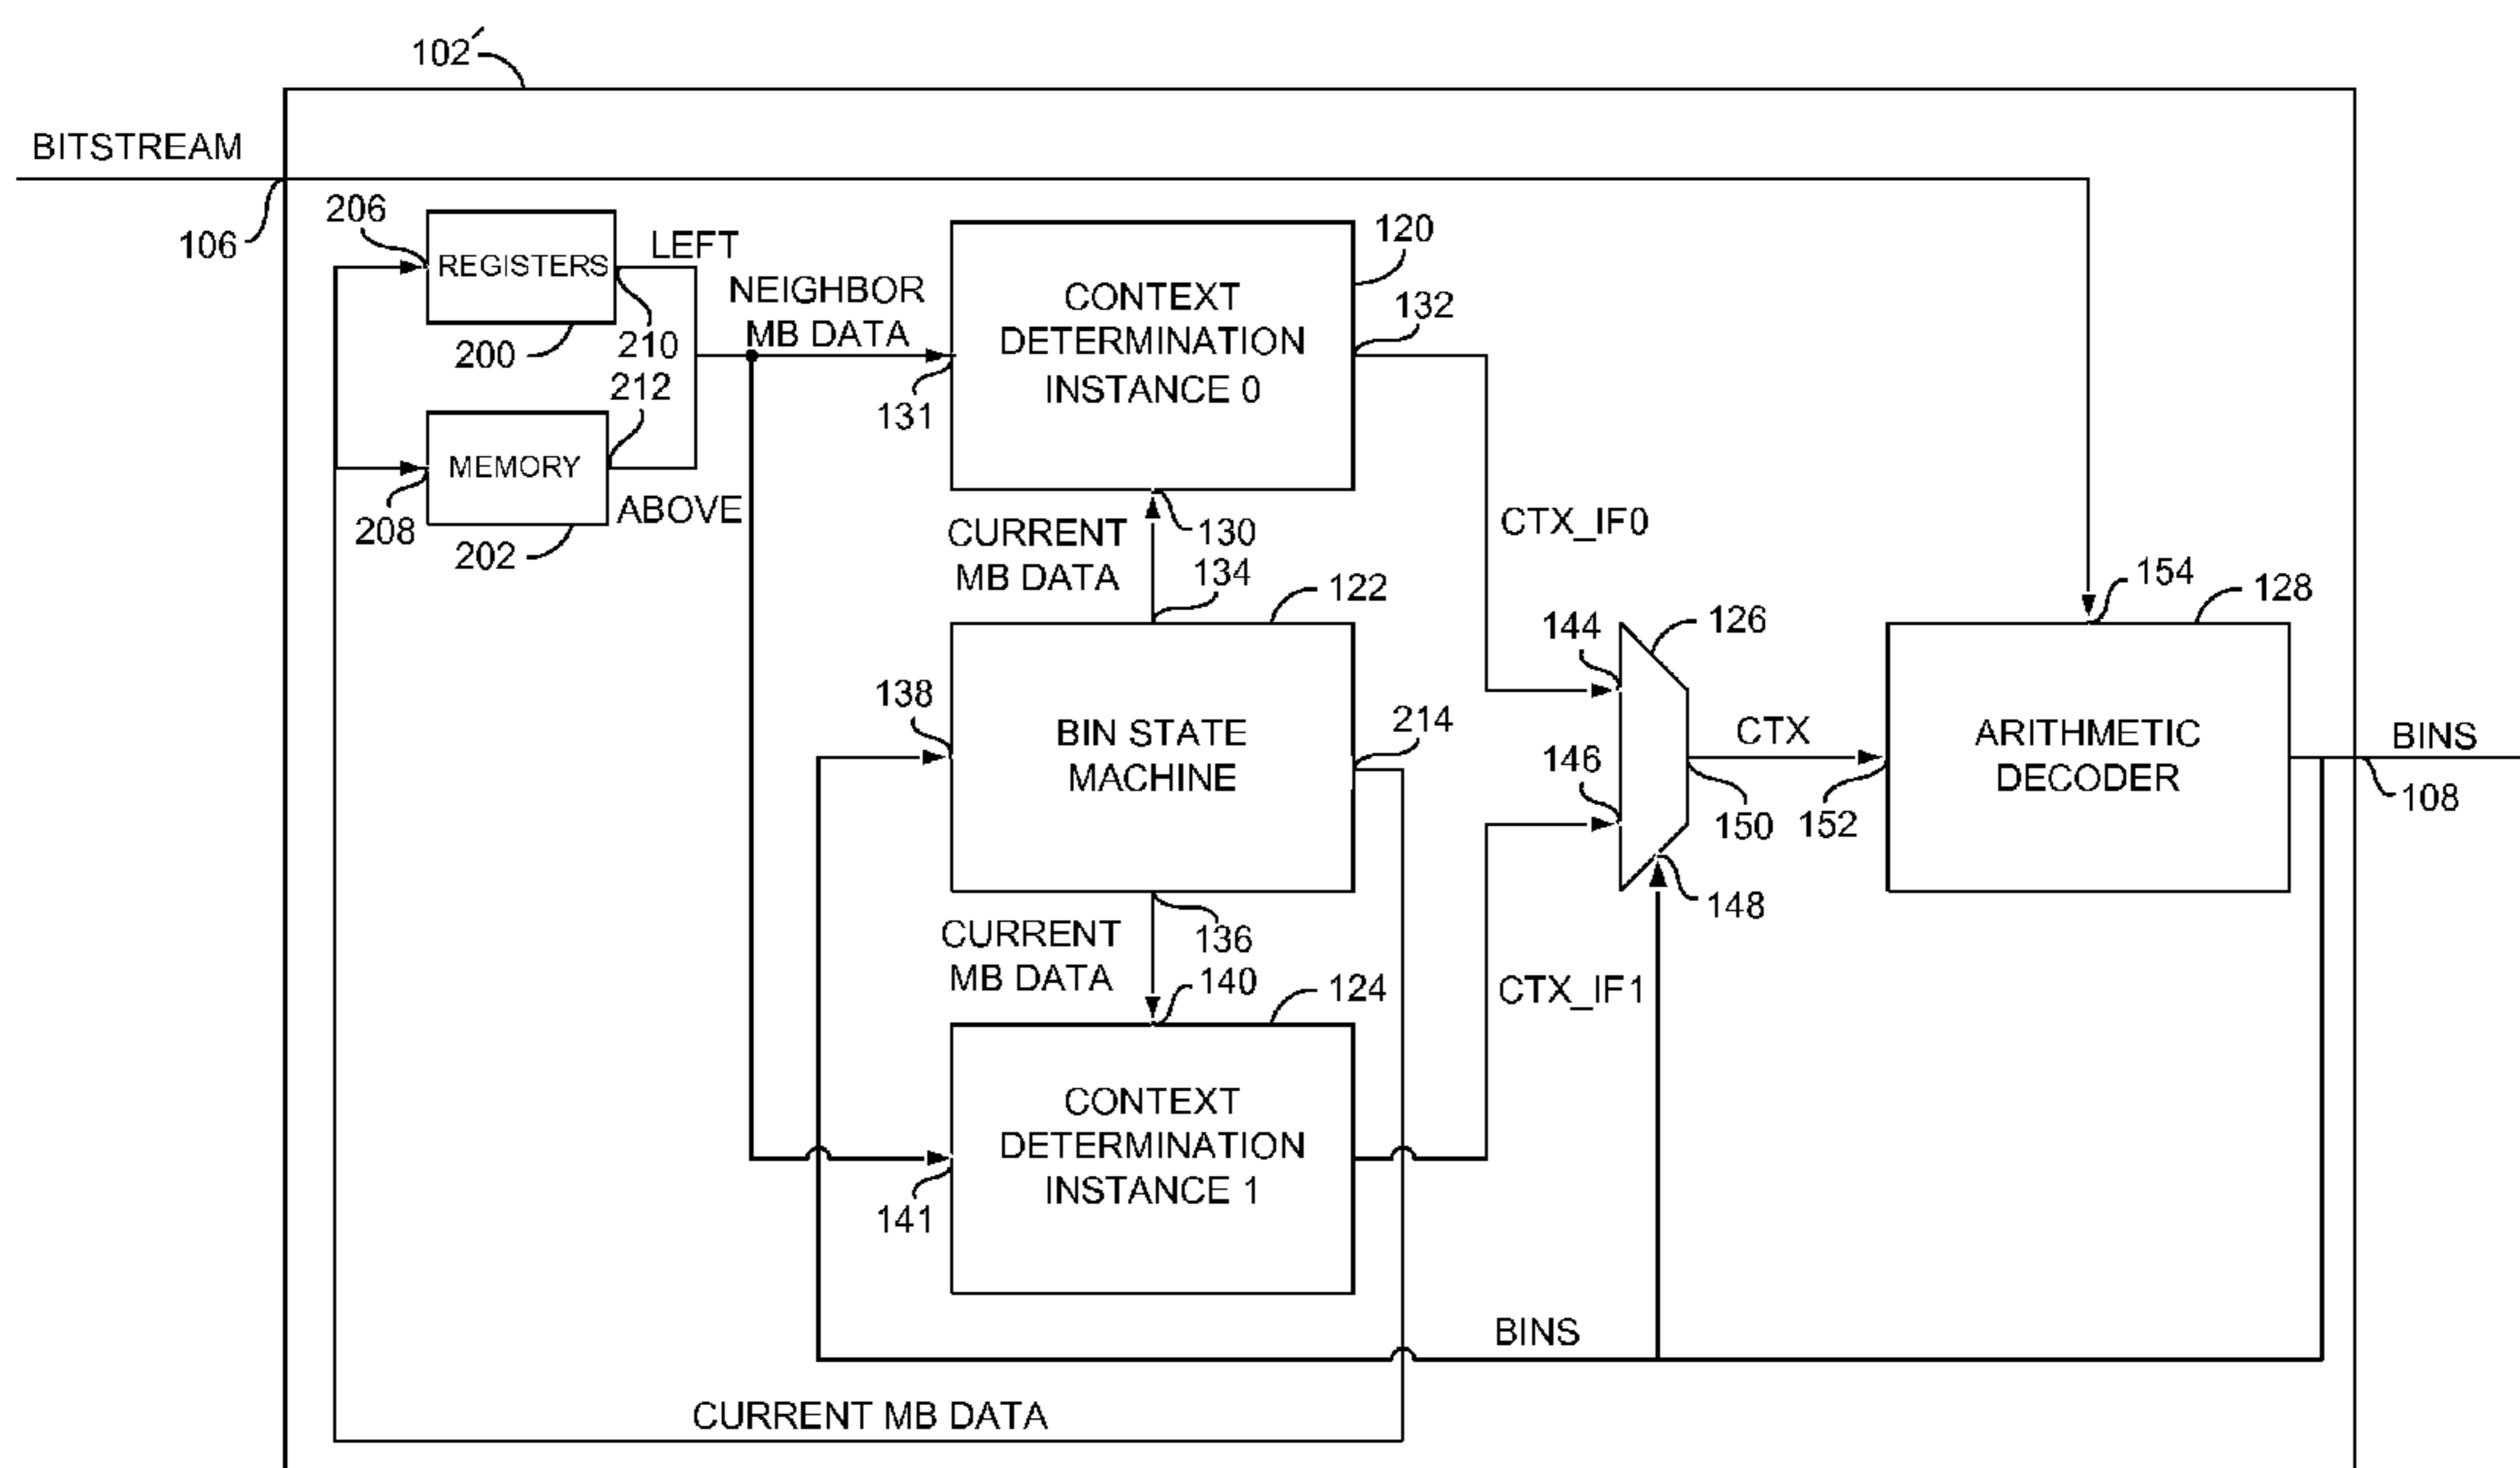 102′
BITSTREAM
106
206
REGISTERS
LEFT
200
210
212
MEMORY
208
202
ABOVE
NEIGHBOR
MB DATA
131
CONTEXT
DETERMINATION
INSTANCE 0
120
132
CURRENT
MB DATA
130
134
122
CTX_IF0
138
BIN STATE
MACHINE
214
144
126
146
CTX
150
152
148
154
128
ARITHMETIC
DECODER
BINS
108
CURRENT
MB DATA
136
140
124
CTX_IF1
CONTEXT
DETERMINATION
INSTANCE 1
141
BINS
CURRENT MB DATA